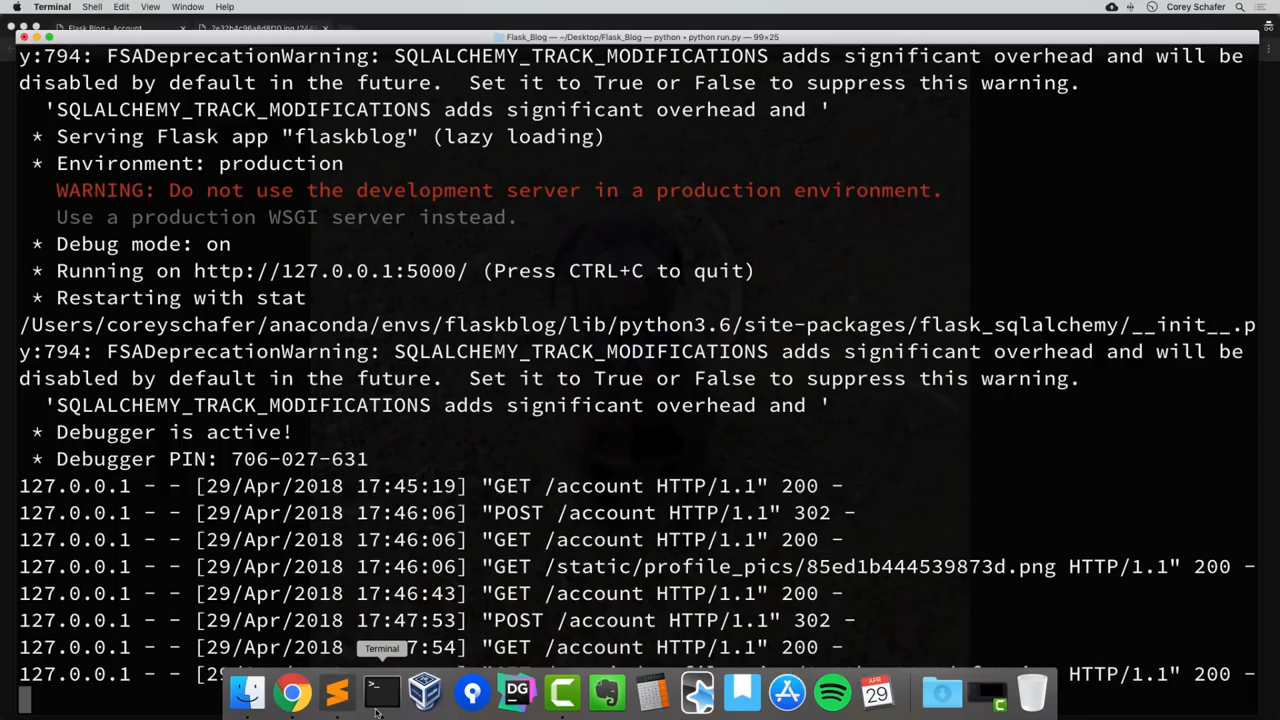 Terminal Shell Edit View Window Help Corey Schafer
Flask Blog - Account
Flask_Blog — ~/Desktop/Flask_Blog — python • python run.py — 99×25
y:794: FSADeprecationWarning: SQLALCHEMY_TRACK_MODIFICATIONS adds significant overhead and will be
disabled by default in the future.  Set it to True or False to suppress this warning.
'SQLALCHEMY_TRACK_MODIFICATIONS adds significant overhead and '
* Serving Flask app "flaskblog" (lazy loading)
* Environment: production
WARNING: Do not use the development server in a production environment.
Use a production WSGI server instead.
* Debug mode: on
* Running on http://127.0.0.1:5000/ (Press CTRL+C to quit)
* Restarting with stat
/Users/coreyschafer/anaconda/envs/flaskblog/lib/python3.6/site-packages/flask_sqlalchemy/__init__.p
y:794: FSADeprecationWarning: SQLALCHEMY_TRACK_MODIFICATIONS adds significant overhead and will be
disabled by default in the future.  Set it to True or False to suppress this warning.
'SQLALCHEMY_TRACK_MODIFICATIONS adds significant overhead and '
* Debugger is active!
* Debugger PIN: 706-027-631
127.0.0.1 - - [29/Apr/2018 17:45:19] "GET /account HTTP/1.1" 200 -
127.0.0.1 - - [29/Apr/2018 17:46:06] "POST /account HTTP/1.1" 302 -
127.0.0.1 - - [29/Apr/2018 17:46:06] "GET /account HTTP/1.1" 200 -
127.0.0.1 - - [29/Apr/2018 17:46:06] "GET /static/profile_pics/85ed1b444539873d.png HTTP/1.1" 200 -
127.0.0.1 - - [29/Apr/2018 17:46:43] "GET /account HTTP/1.1" 200 -
127.0.0.1 - - [29/Apr/2018 17:47:53] "POST /account HTTP/1.1" 302 -
127.0.0.1 - - [29/Apr/2018 7:54] "GET /account HTTP/1.1" 200 -
Terminal
127.0.0.1 - - [2 HTTP/1.1" 200 -
>_
DG
APR
29